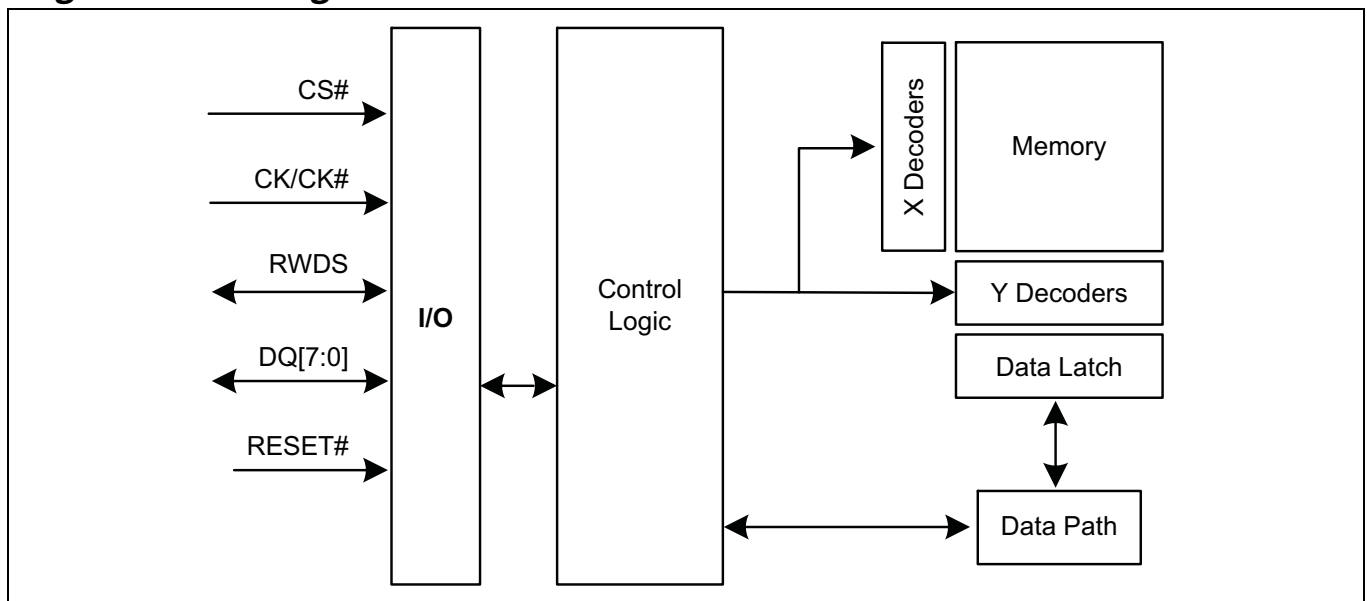 CS#
CK/CK#
RWDS
DQ[7:0]
RESET#
I/O
Control
Logic
X Decoders
Memory
Y Decoders
Data Latch
Data Path